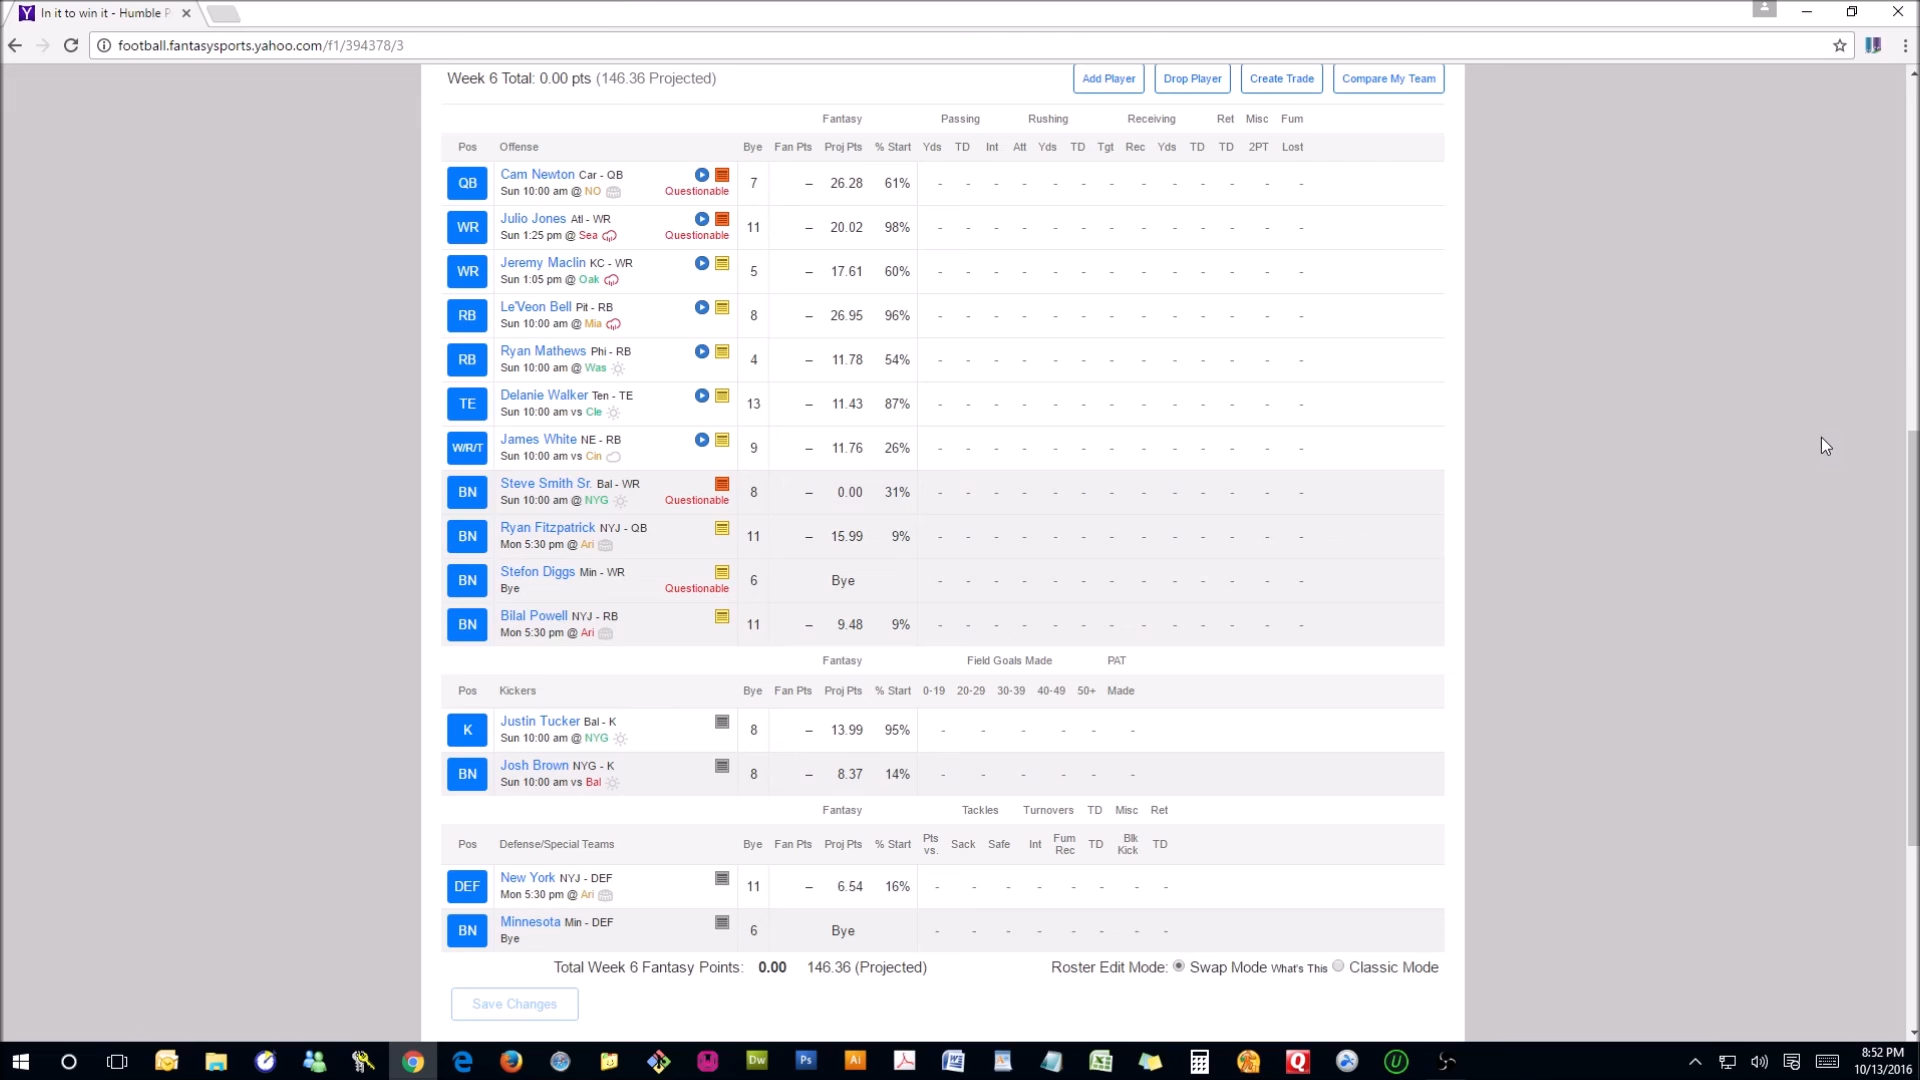 In it to win it - Humble P
football.fantasysports.yahoo.com/f1/394378/3
Week 6 Total: 0.00 pts (146.36 Projected)
Add Player Drop Player Create Trade Compare My Team
Fantasy Passing Rushing Receiving Ret Misc Fum
Pos Offense Bye Fan Pts Proj Pts % Start Yds TD Int Att Yds TD Tgt Rec Yds TD TD 2PT Lost
QB Cam Newton Car - QB 7 – 26.28 61% - - - - - - - - - - - - -
Sun 10:00 am @ NO Questionable
WR Julio Jones Atl - WR 11 – 20.02 98% - - - - - - - - - - - - -
Sun 1:25 pm @ Sea Questionable
WR Jeremy Maclin KC - WR 5 – 17.61 60% - - - - - - - - - - - - -
Sun 1:05 pm @ Oak
RB Le'Veon Bell Pit - RB 8 – 26.95 96% - - - - - - - - - - - - -
Sun 10:00 am @ Mia
RB Ryan Mathews Phi - RB 4 – 11.78 54% - - - - - - - - - - - - -
Sun 10:00 am @ Was
TE Delanie Walker Ten - TE 13 – 11.43 87% - - - - - - - - - - - - -
Sun 10:00 am vs Cle
W/R/T James White NE - RB 9 – 11.76 26% - - - - - - - - - - - - -
Sun 10:00 am vs Cin
BN Steve Smith Sr. Bal - WR 8 – 0.00 31% - - - - - - - - - - - - -
Sun 10:00 am @ NYG Questionable
BN Ryan Fitzpatrick NYJ - QB 11 – 15.99 9% - - - - - - - - - - - - -
Mon 5:30 pm @ Ari
BN Stefon Diggs Min - WR 6 Bye - - - - - - - - - - - - -
Bye Questionable
BN Bilal Powell NYJ - RB 11 – 9.48 9% - - - - - - - - - - - - -
Mon 5:30 pm @ Ari
Fantasy Field Goals Made PAT
Pos Kickers Bye Fan Pts Proj Pts % Start 0-19 20-29 30-39 40-49 50+ Made
K Justin Tucker Bal - K 8 – 13.99 95% - - - - - -
Sun 10:00 am @ NYG
BN Josh Brown NYG - K 8 – 8.37 14% - - - - - -
Sun 10:00 am vs Bal
Fantasy Tackles Turnovers TD Misc Ret
Pos Defense/Special Teams Bye Fan Pts Proj Pts % Start Pts vs. Sack Safe Int Fum Rec TD Blk Kick TD
DEF New York NYJ - DEF 11 – 6.54 16% - - - - - - - -
Mon 5:30 pm @ Ari
BN Minnesota Min - DEF 6 Bye - - - - - - - -
Bye
Total Week 6 Fantasy Points: 0.00 146.36 (Projected) Roster Edit Mode: Swap Mode What's This Classic Mode
Save Changes
Dw Ps Ai
8:52 PM
10/13/2016